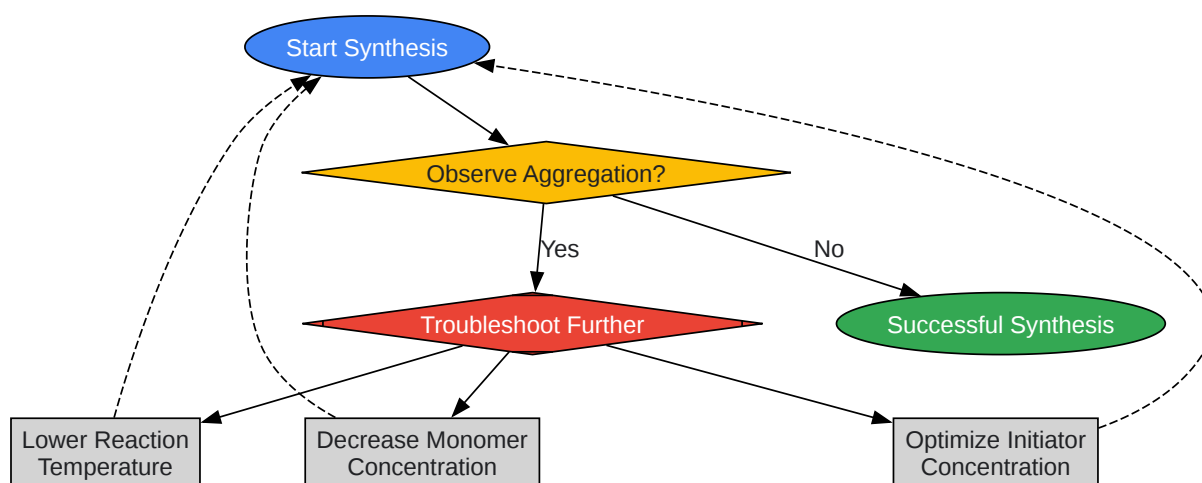 Start Synthesis
Observe Aggregation?
Yes
No
Troubleshoot Further
Successful Synthesis
Lower Reaction
Temperature
Decrease Monomer
Concentration
Optimize Initiator
Concentration